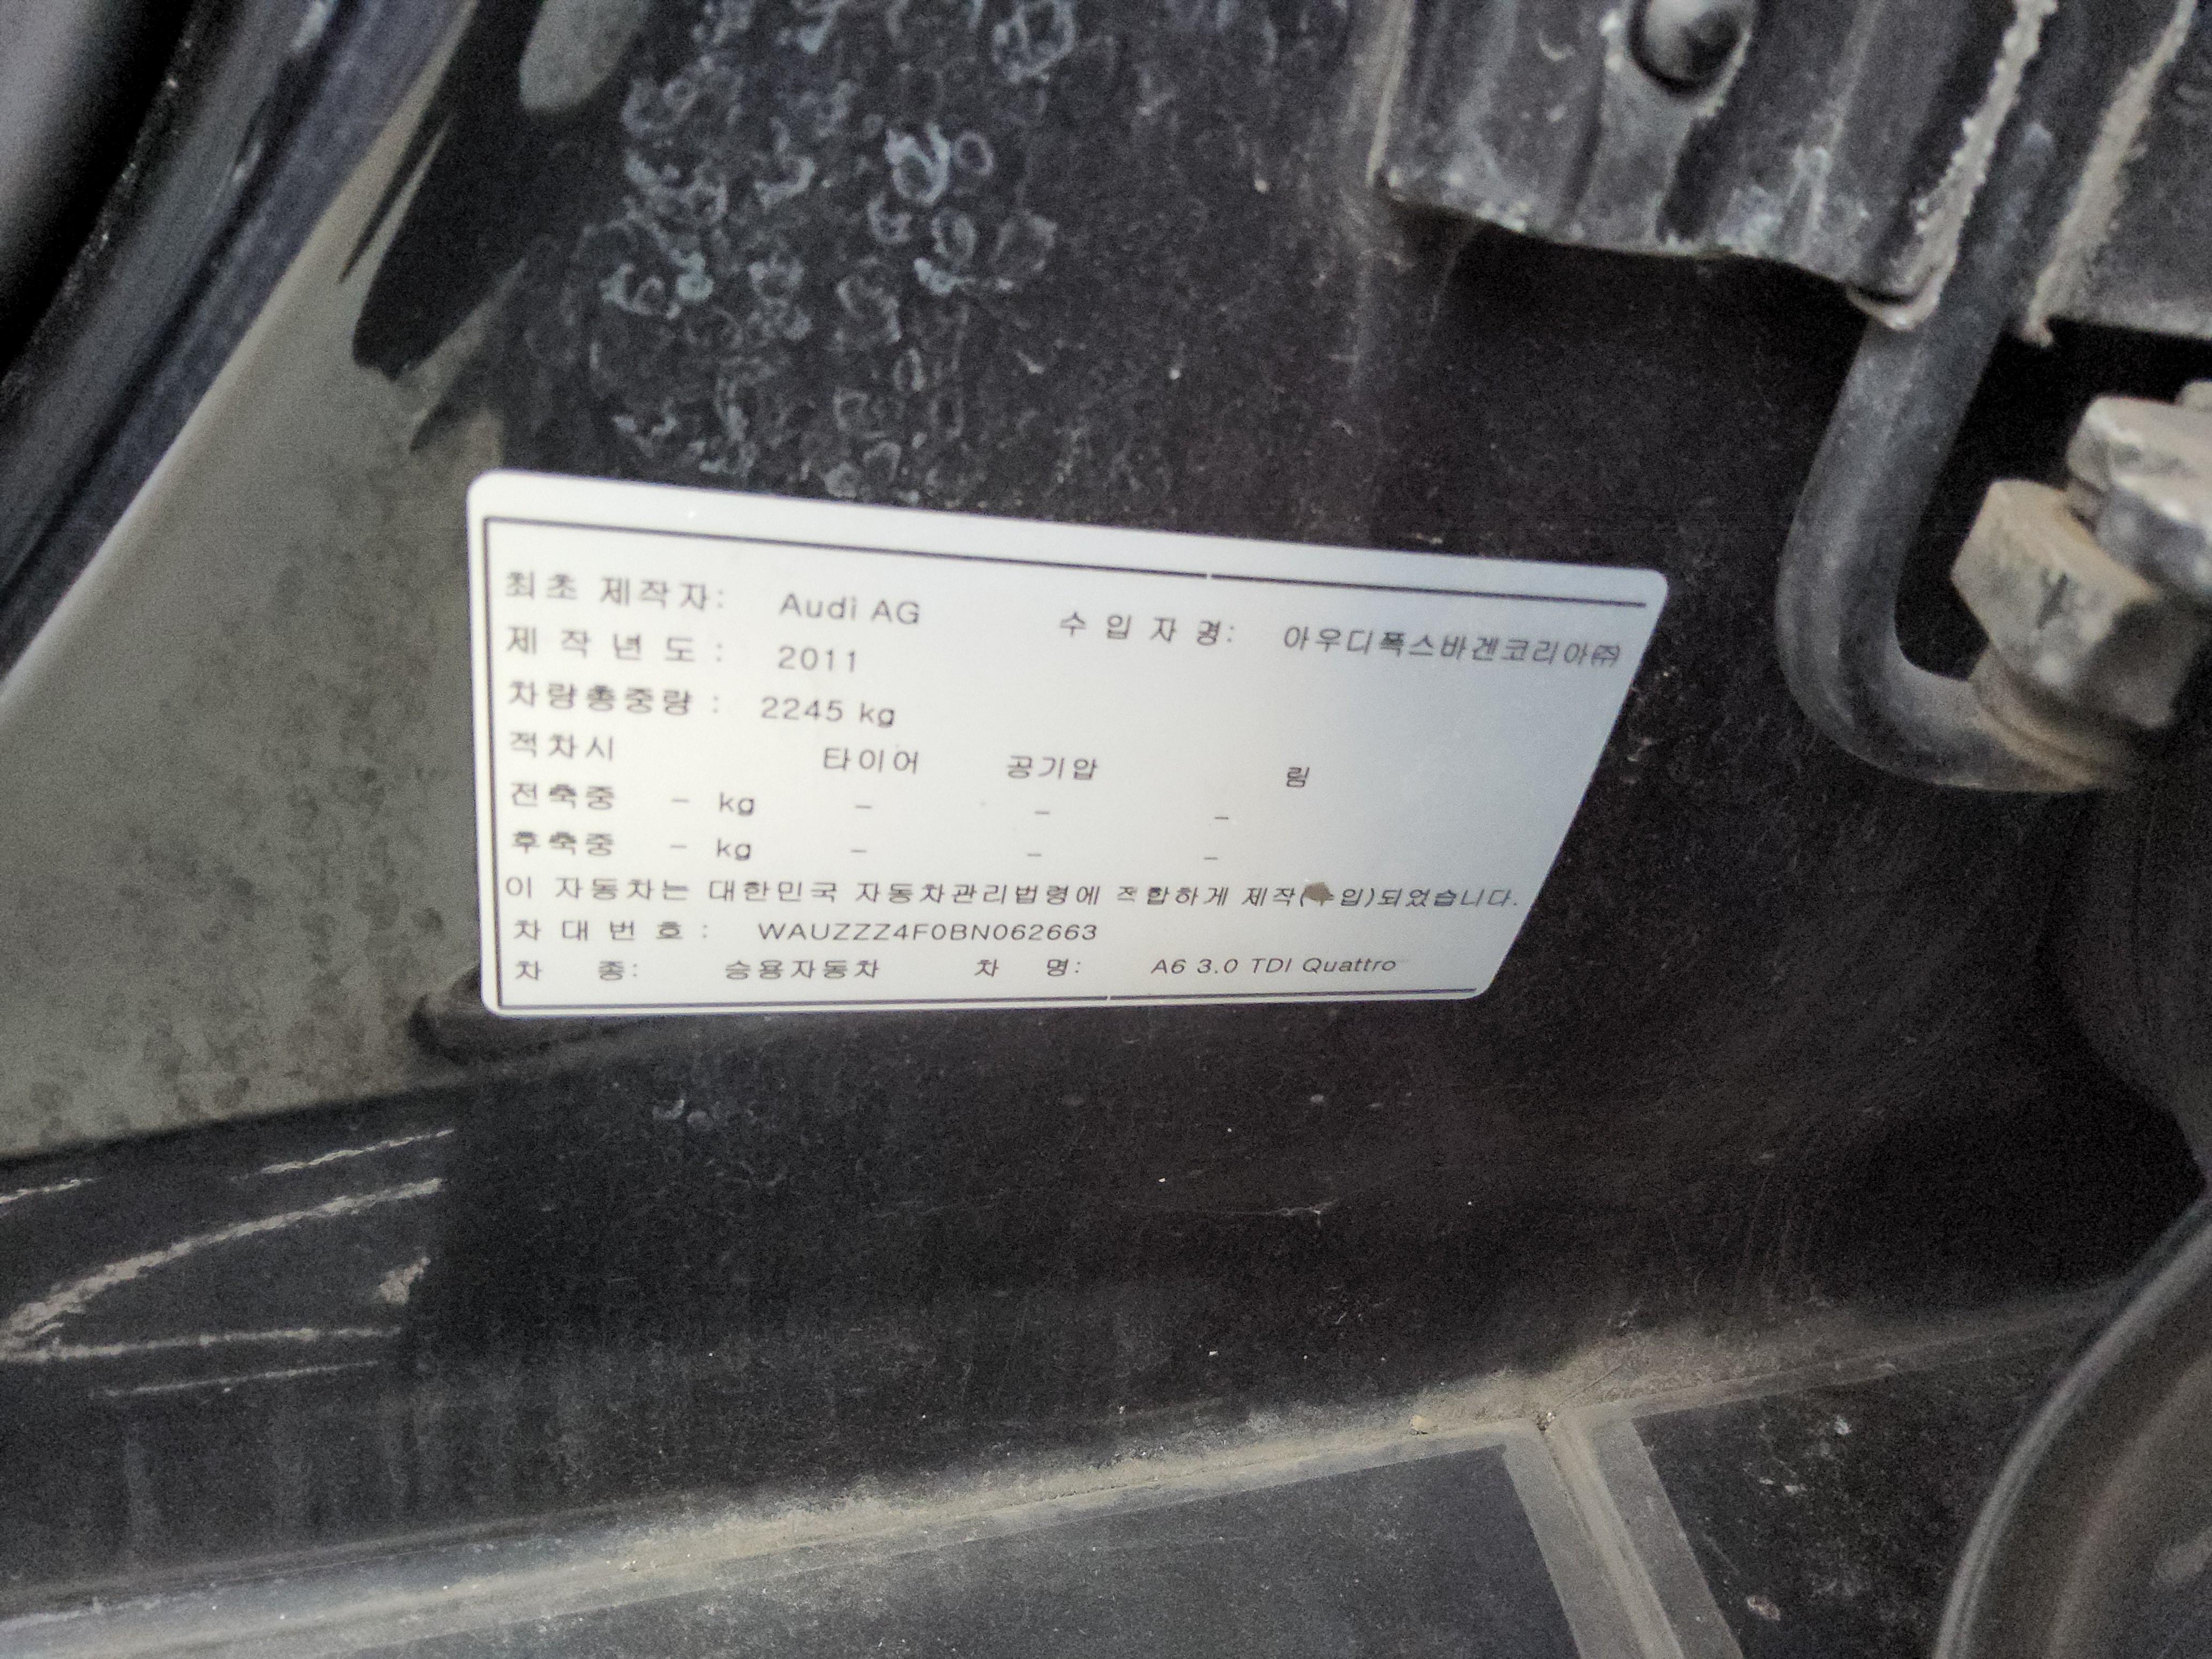 최초 제작자: Audi AG 수 입 자 명: 아우디폭스바겐코리아㈜
제 작 년 도 : 2011
차량총중량 : 2245 kg
적차시 타이어 공기압 림
전축중 - kg - - -
후축중 - kg - - -
이 자동차는 대한민국 자동차관리법령에 적합하게 제작(수입)되었습니다.
차 대 번 호 : WAUZZZ4F0BN062663
차 종: 승용자동차 차 명: A6 3.0 TDI Quattro